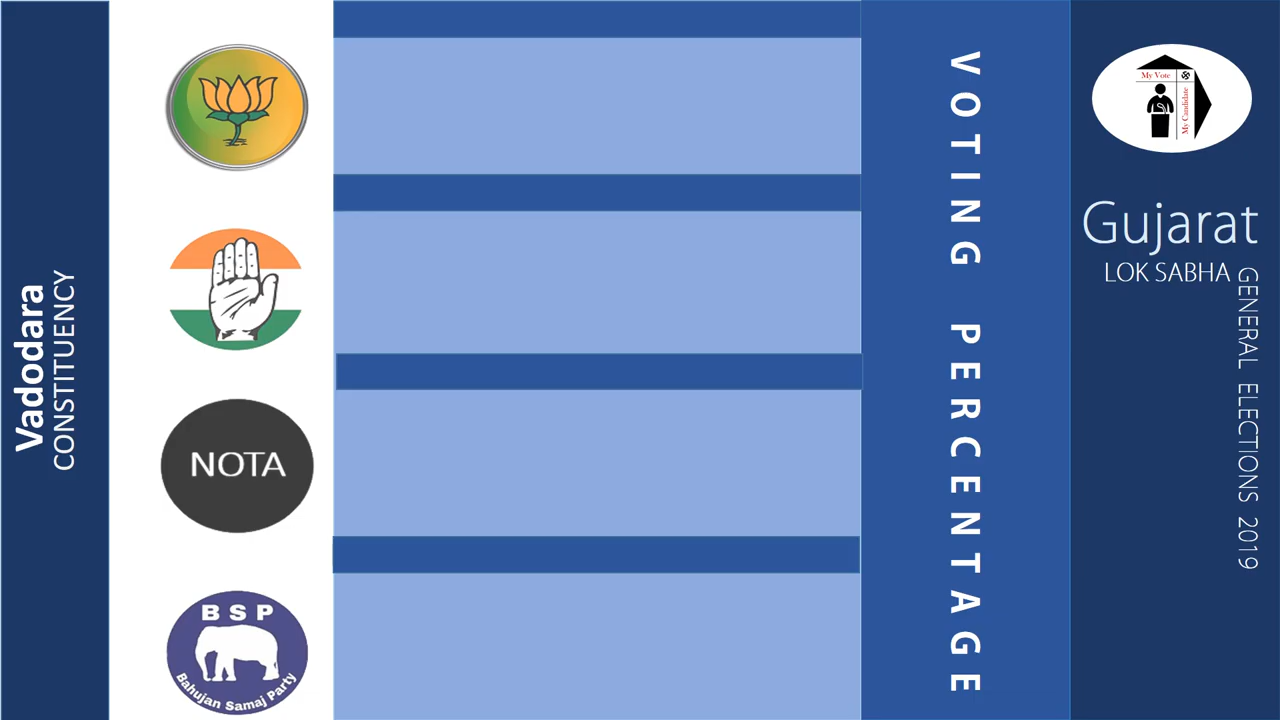 Vadodara
CONSTITUENCY
NOTA
BSP
Bahujan Samaj Party
VOTING PERCENTAGE
My Vote
My Candidate
Gujarat
LOK SABHA
GENERAL ELECTIONS 2019